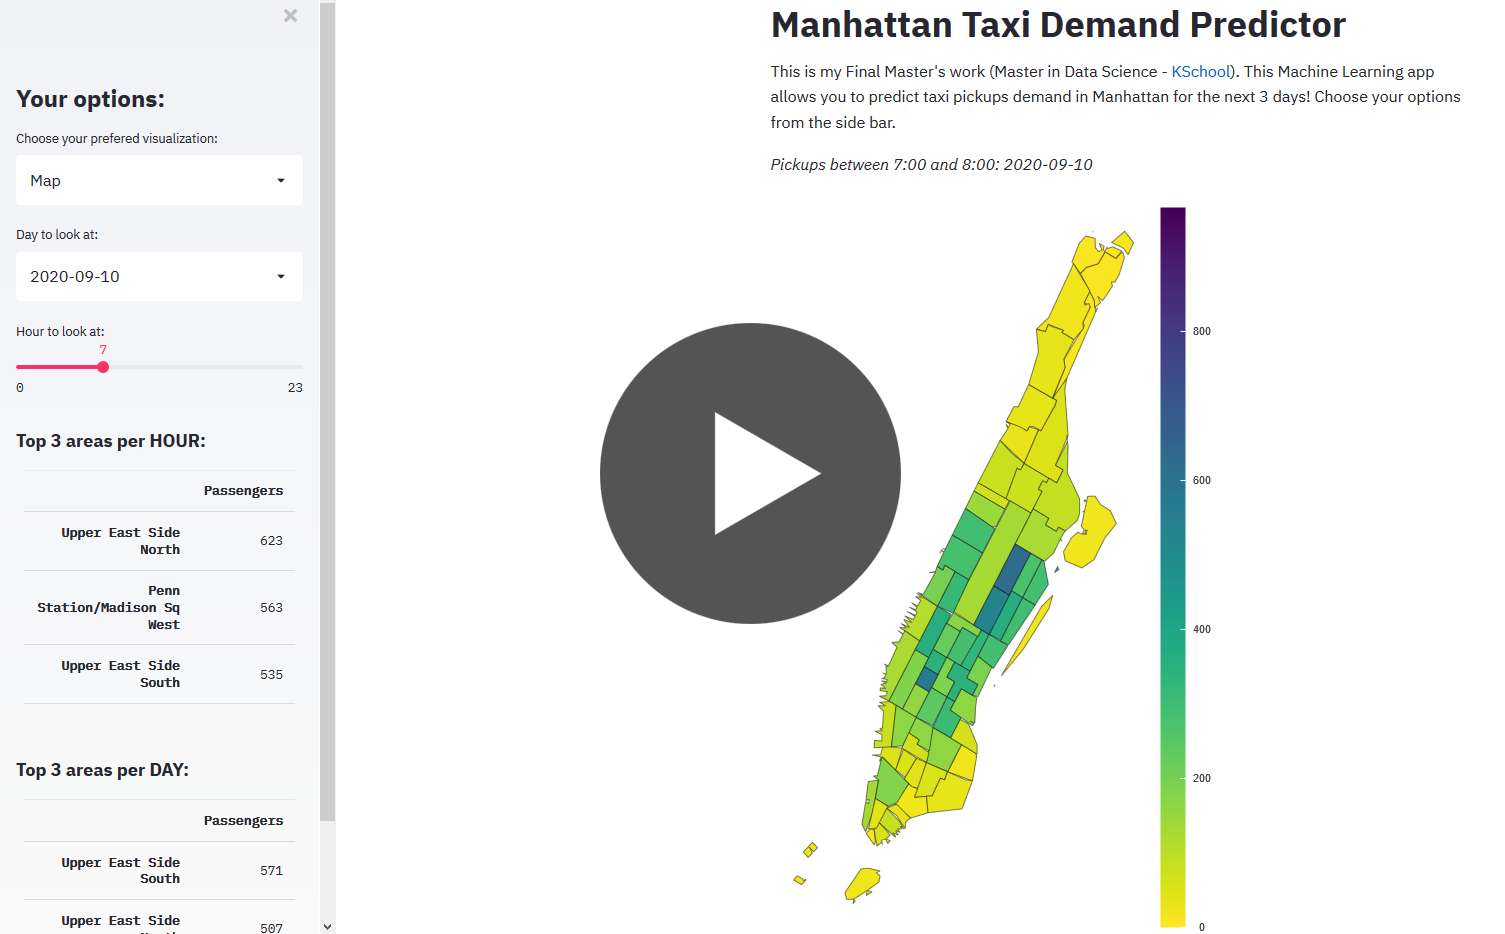 Your options:
Choose your prefered visualization:
Map
Day to look at:
2020-09-10
Hour to look at:
7
0 23
Top 3 areas per HOUR:
Passengers
Upper East Side
North 623
Penn
Station/Madison Sq
West 563
Upper East Side
South 535
Top 3 areas per DAY:
Passengers
Upper East Side
South 571
Upper East Side
507
Manhattan Taxi Demand Predictor
This is my Final Master's work (Master in Data Science - KSchool). This Machine Learning app
allows you to predict taxi pickups demand in Manhattan for the next 3 days! Choose your options
from the side bar.
Pickups between 7:00 and 8:00: 2020-09-10
800
600
400
200
0